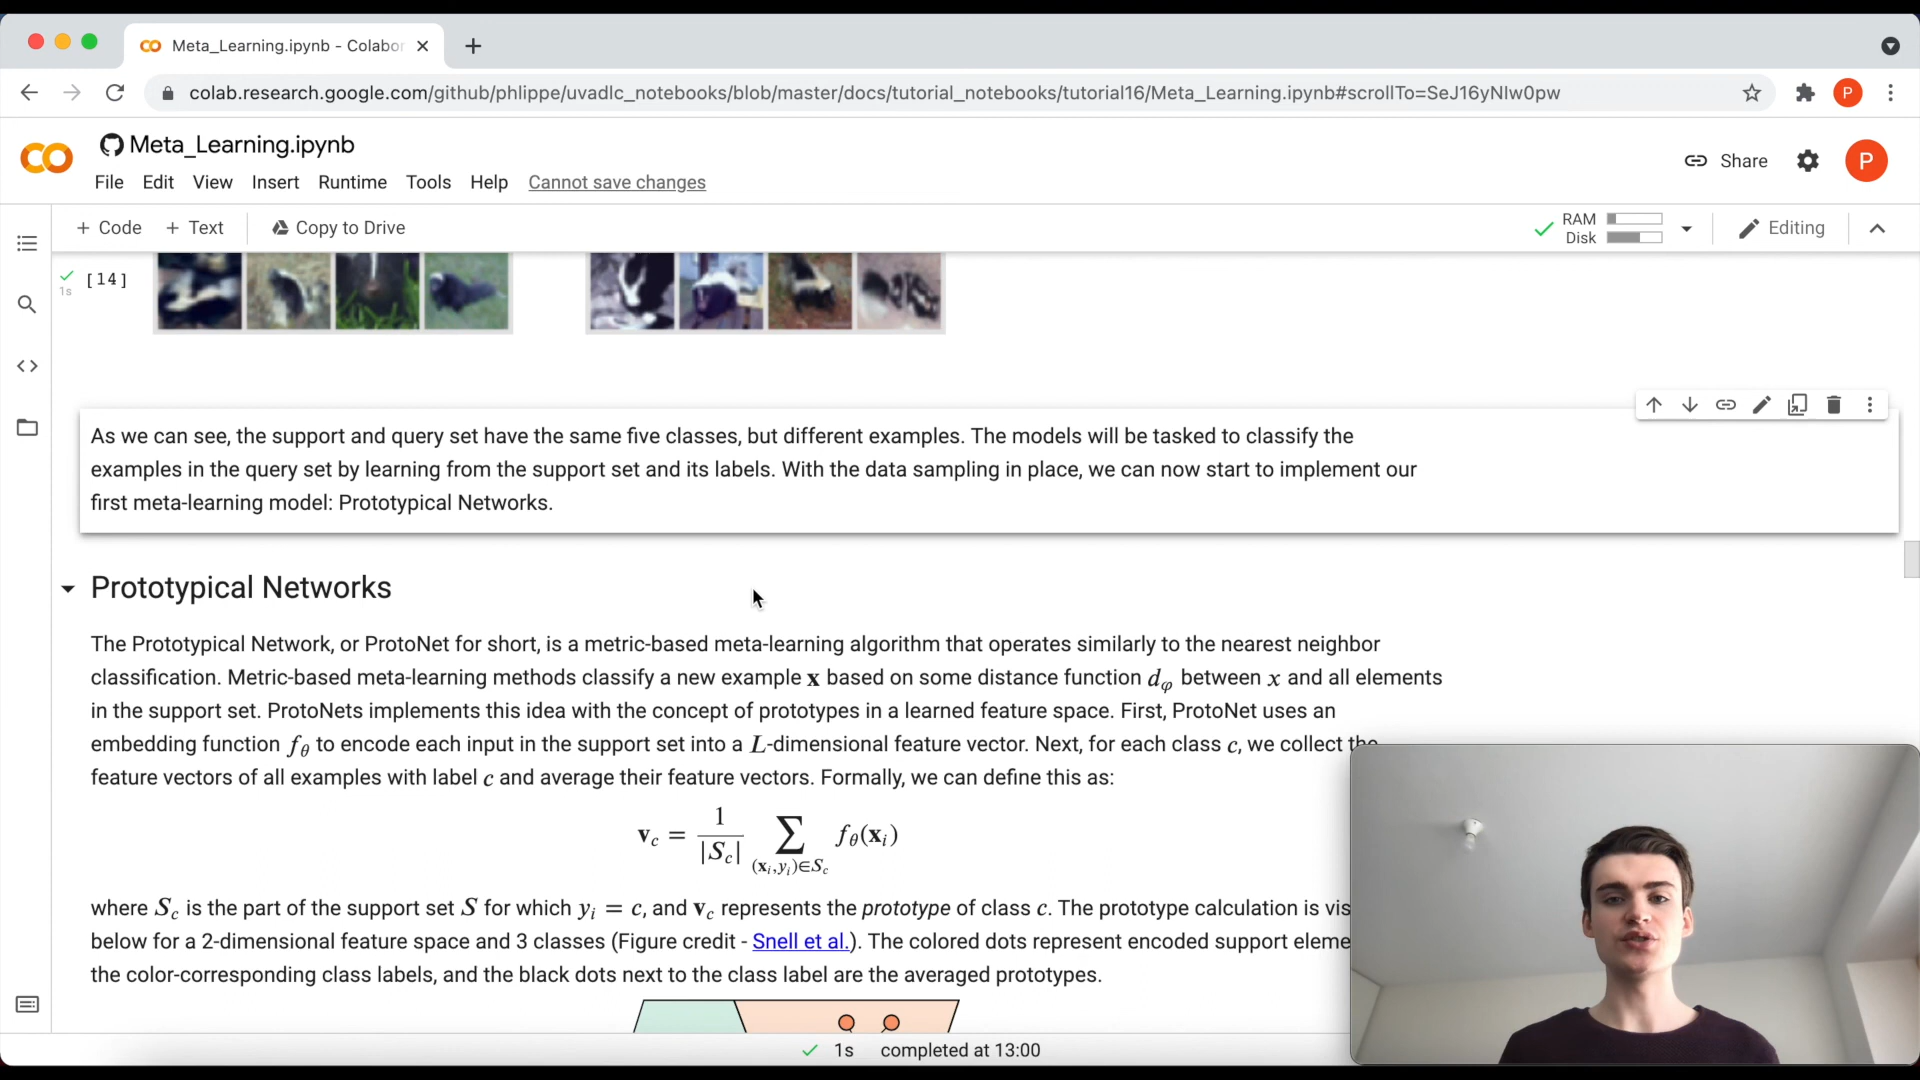 Meta_Learning.ipynb - Colabor
colab.research.google.com/github/phlippe/uvadlc_notebooks/blob/master/docs/tutorial_notebooks/tutorial16/Meta_Learning.ipynb#scrollTo=SeJ16yNlw0pw
P
Meta_Learning.ipynb
Share
P
File Edit View Insert Runtime Tools Help Cannot save changes
+ Code + Text Copy to Drive
RAM
Disk
Editing
[14]
1s
As we can see, the support and query set have the same five classes, but different examples. The models will be tasked to classify the
examples in the query set by learning from the support set and its labels. With the data sampling in place, we can now start to implement our
first meta-learning model: Prototypical Networks.
Prototypical Networks
The Prototypical Network, or ProtoNet for short, is a metric-based meta-learning algorithm that operates similarly to the nearest neighbor
classification. Metric-based meta-learning methods classify a new example x based on some distance function d_φ between x and all elements
in the support set. ProtoNets implements this idea with the concept of prototypes in a learned feature space. First, ProtoNet uses an
embedding function f_θ to encode each input in the support set into a L-dimensional feature vector. Next, for each class c, we collect the
feature vectors of all examples with label c and average their feature vectors. Formally, we can define this as:
v_c = 1/|S_c| ∑_{(x_i,y_i)∈S_c} f_θ(x_i)
where S_c is the part of the support set S for which y_i = c, and v_c represents the prototype of class c. The prototype calculation is vis
below for a 2-dimensional feature space and 3 classes (Figure credit - Snell et al.). The colored dots represent encoded support eleme
the color-corresponding class labels, and the black dots next to the class label are the averaged prototypes.
1s completed at 13:00